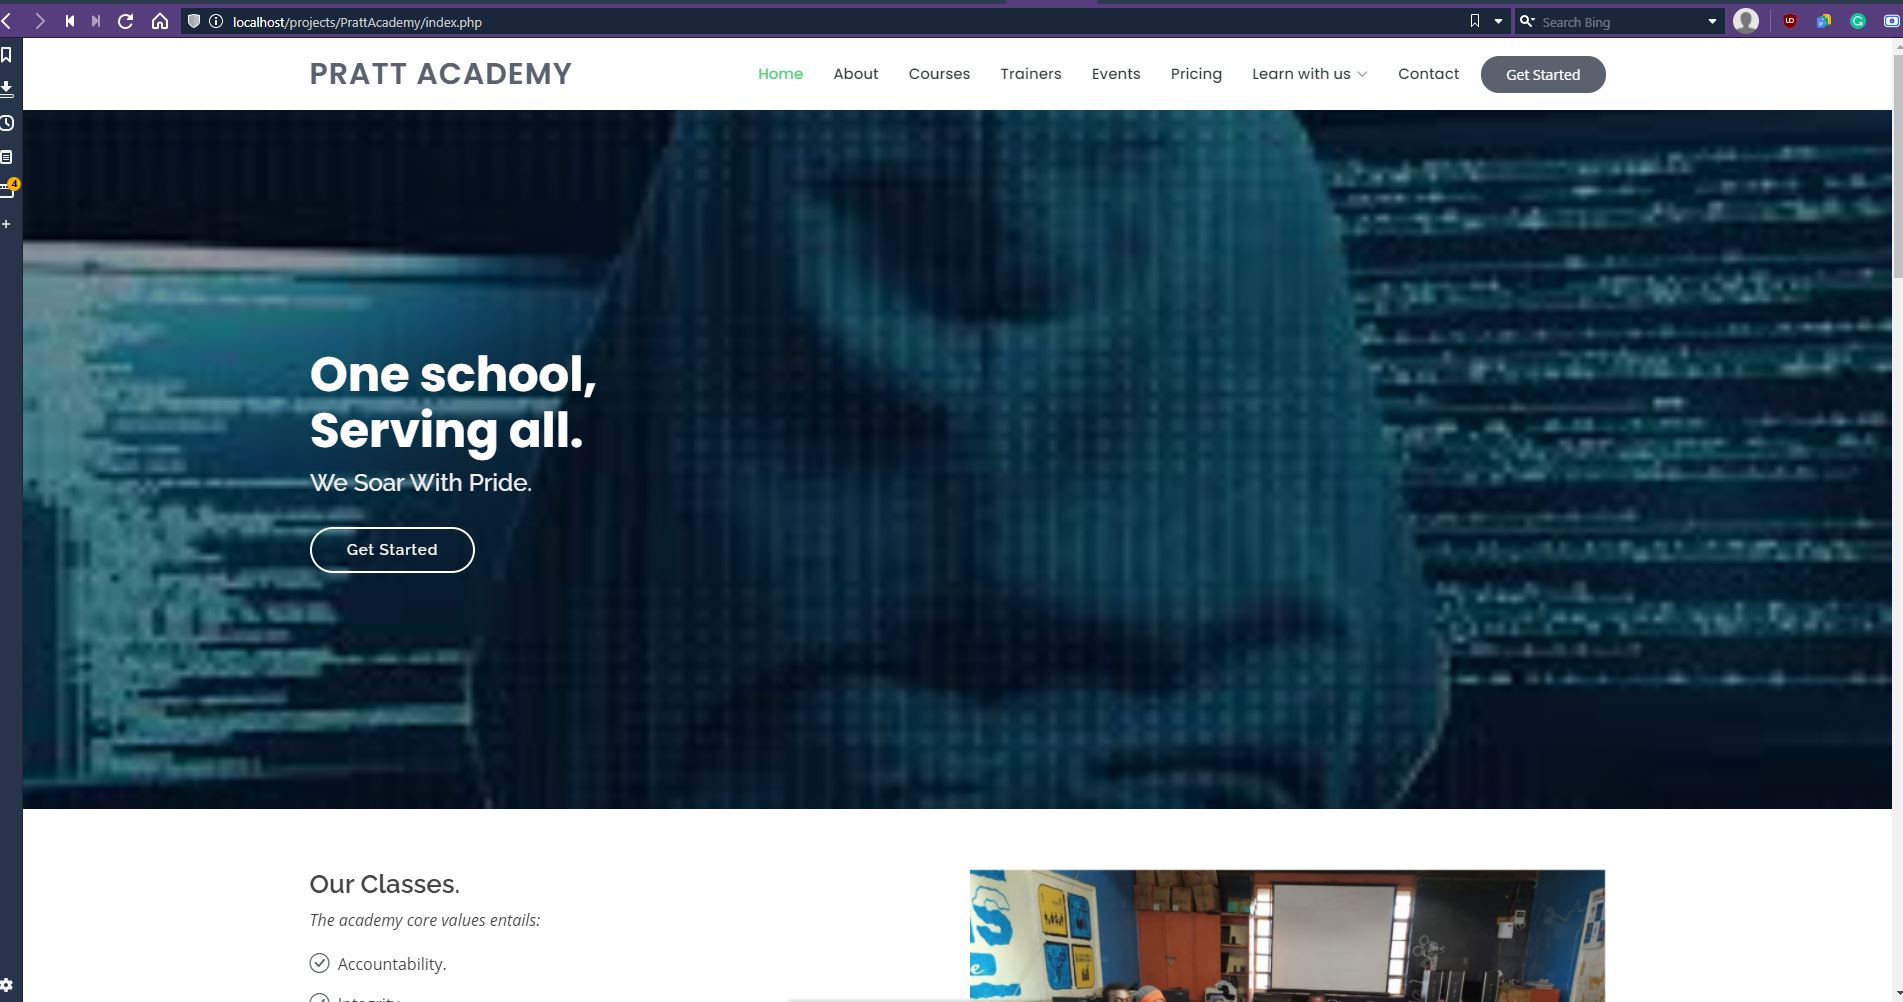 localhost/projects/PrattAcademy/index.php
Search Bing
4
PRATT ACADEMY
Home
About
Courses
Trainers
Events
Pricing
Learn with us
Contact
Get Started
One school,
Serving all.
We Soar With Pride.
Get Started
Our Classes.
The academy core values entails:
Accountability.
Integrity